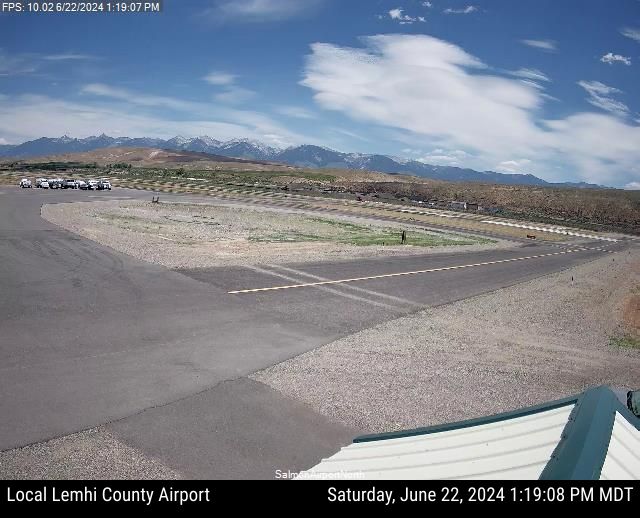 FPS: 10.02 6/22/2024 1:19:07 PM
SalmonAirportNorth
Local Lemhi County Airport
Saturday, June 22, 2024 1:19:08 PM MDT